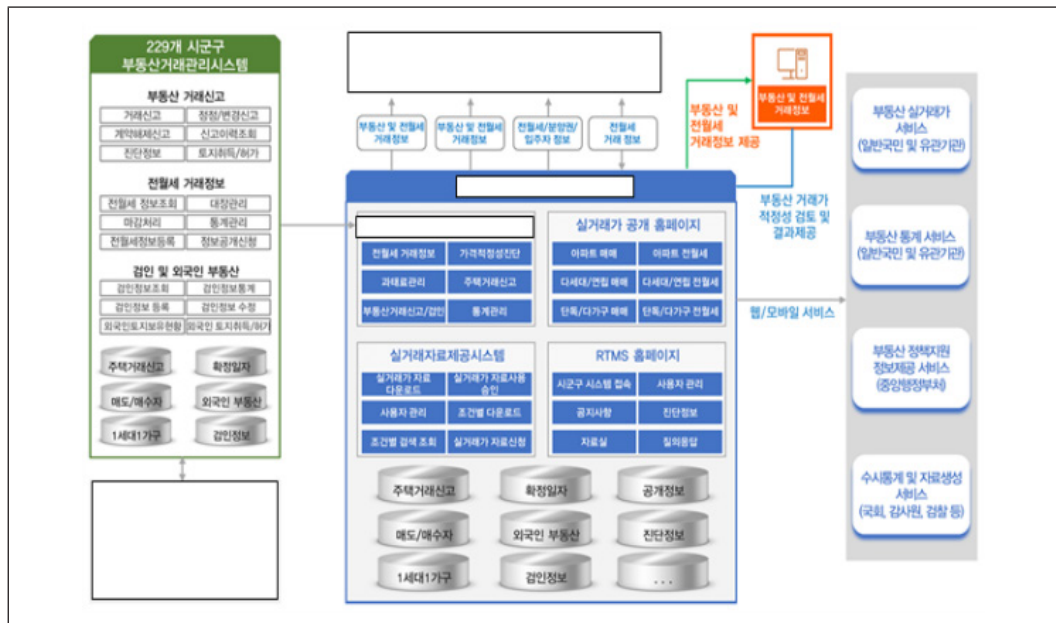 229개 시군구
부동산거래관리시스템
부동산 거래신고
거래신고 정정/변경신고
계약해제신고 신고이력조회
진단정보 토지취득/허가
전월세 거래정보
전월세 정보조회 대장관리
마감처리 통계관리
전월세정보등록 정보공개신청
검인 및 외국인 부동산
검인정보조회 검인정보통계
검인정보 등록 검인정보 수정
외국인토지보유현황 외국인 토지취득/허가
주택거래신고 확정일자
매도/매수자 외국인 부동산
1세대1가구 검인정보
부동산 및 전월세
거래정보
부동산 및 전월세
거래정보
전월세/분양권/
입주자 정보
전월세
거래 정보
부동산 및
전월세
거래정보 제공
부동산 및 전월세
거래정보
부동산 거래가
적정성 검토 및
결과제공
전월세 거래정보 가격적정성진단
과태료관리 주택거래신고
부동산거래신고/검인 통계관리
실거래가 공개 홈페이지
아파트 매매 아파트 전월세
다세대/연립 매매 다세대/연립 전월세
단독/다가구 매매 단독/다가구 전월세
실거래자료제공시스템
실거래가 자료
다운로드
실거래가 자료사용
승인
사용자 관리 조건별 다운로드
조건별 검색 조회 실거래가 자료신청
RTMS 홈페이지
시군구 시스템 접속 사용자 관리
공지사항 진단정보
자료실 질의응답
주택거래신고 확정일자 공개정보
매도/매수자 외국인 부동산 진단정보
1세대1가구 검인정보 ...
웹/모바일 서비스
부동산 실거래가
서비스
(일반국민 및 유관기관)
부동산 통계 서비스
(일반국민 및 유관기관)
부동산 정책지원
정보제공 서비스
(중앙행정부처)
수시통계 및 자료생성
서비스
(국회, 감사원, 검찰 등)